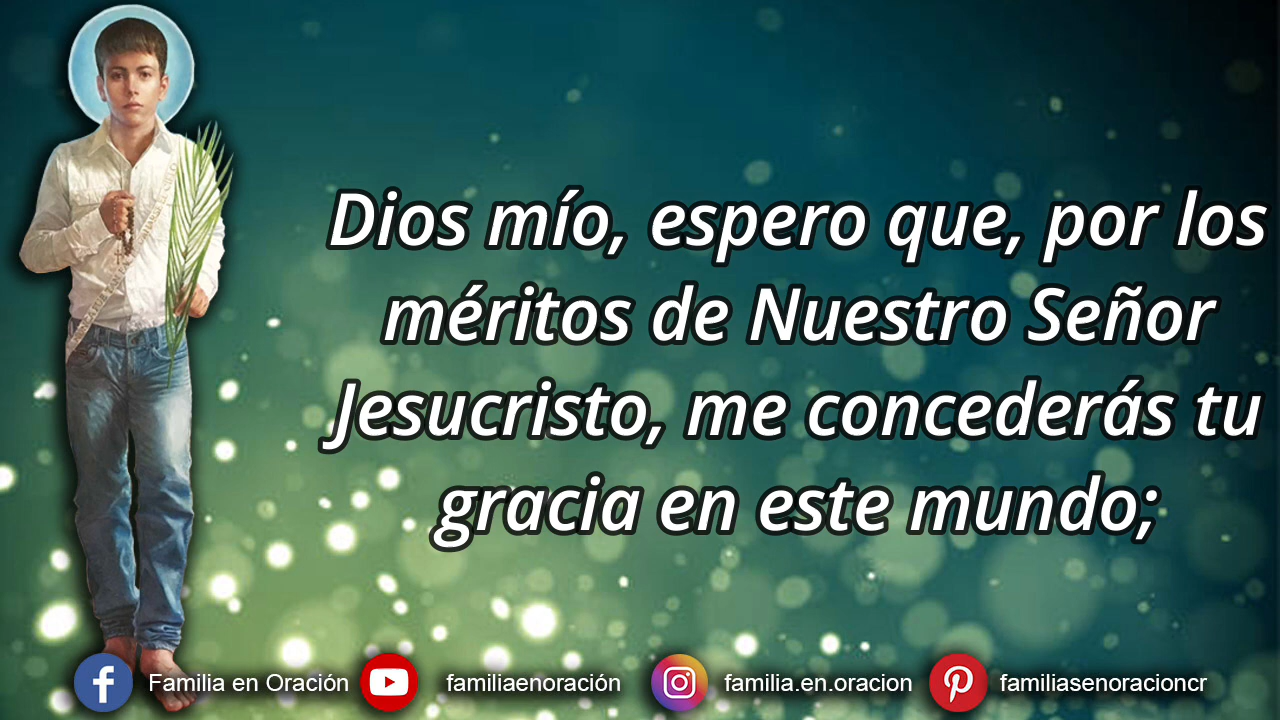 Dios mío, espero que, por los
méritos de Nuestro Señor
Jesucristo, me concederás tu
gracia en este mundo;
Familia en Oración
familiaenoración
familia.en.oracion
familiasenoracioncr